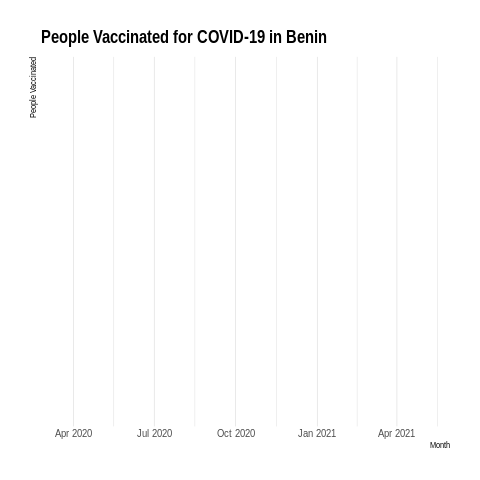 People Vaccinated for COVID-19 in Benin
People Vaccinated
Apr 2020 Jul 2020 Oct 2020 Jan 2021 Apr 2021
Month